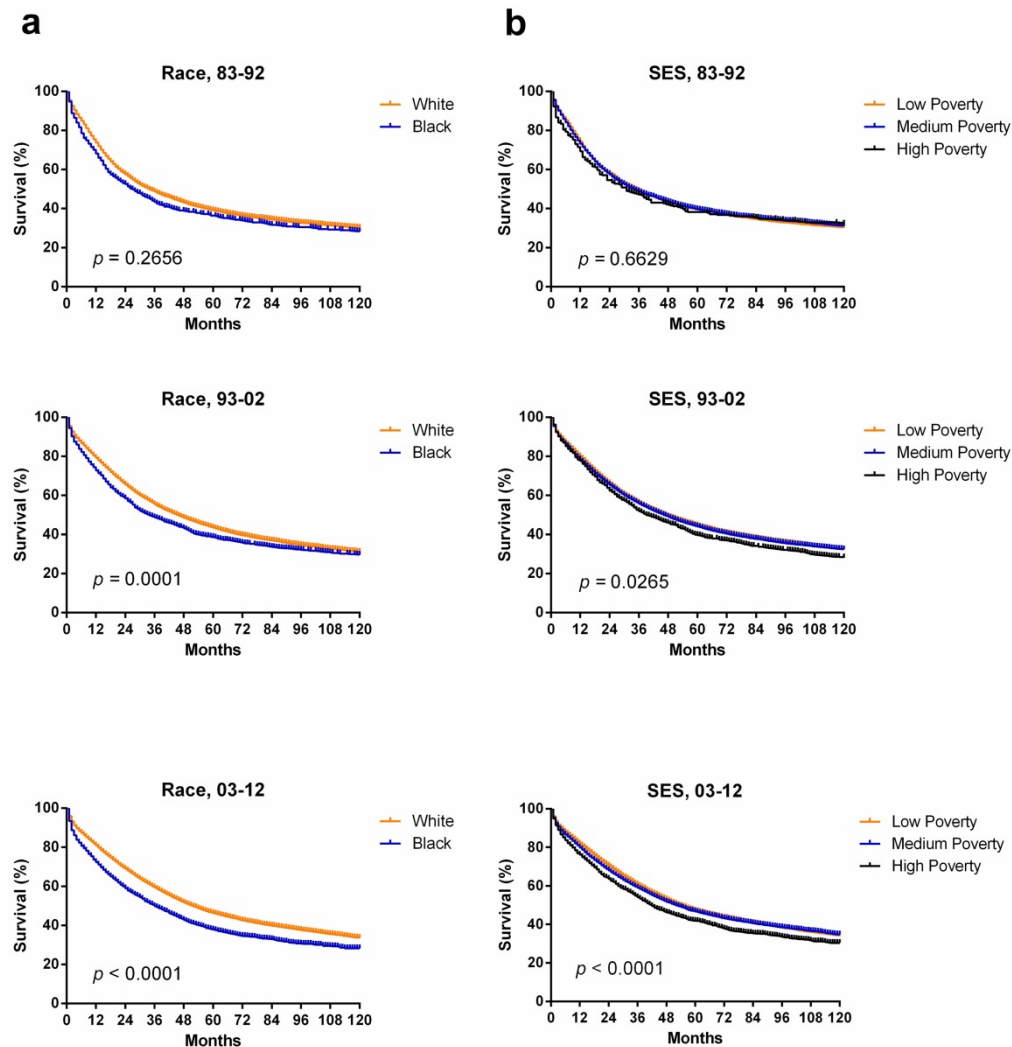 a
b
Race, 83-92
Survival (%)
100
80
60
40
20
0
0 12 24 36 48 60 72 84 96 108 120
Months
p = 0.2656
White
Black
SES, 83-92
Survival (%)
100
80
60
40
20
0
0 12 24 36 48 60 72 84 96 108 120
Months
p = 0.6629
Low Poverty
Medium Poverty
High Poverty
Race, 93-02
Survival (%)
100
80
60
40
20
0
0 12 24 36 48 60 72 84 96 108 120
Months
p = 0.0001
White
Black
SES, 93-02
Survival (%)
100
80
60
40
20
0
0 12 24 36 48 60 72 84 96 108 120
Months
p = 0.0265
Low Poverty
Medium Poverty
High Poverty
Race, 03-12
Survival (%)
100
80
60
40
20
0
0 12 24 36 48 60 72 84 96 108 120
Months
p < 0.0001
White
Black
SES, 03-12
Survival (%)
100
80
60
40
20
0
0 12 24 36 48 60 72 84 96 108 120
Months
p < 0.0001
Low Poverty
Medium Poverty
High Poverty